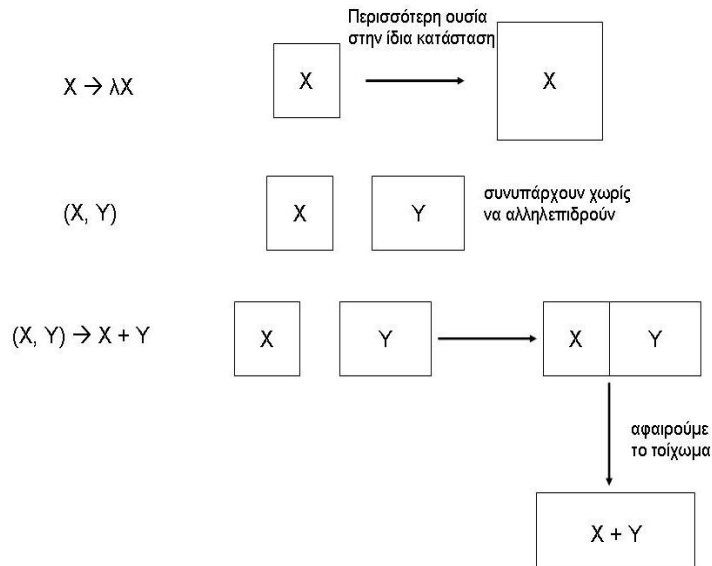 Περισσότερη ουσία
στην ίδια κατάσταση
X → λX
X
X
(X, Y)
X
Y
συνυπάρχουν χωρίς
να αλληλεπιδρούν
(X, Y) → X + Y
X
Y
X
Y
αφαιρούμε
το τοίχωμα
X + Y